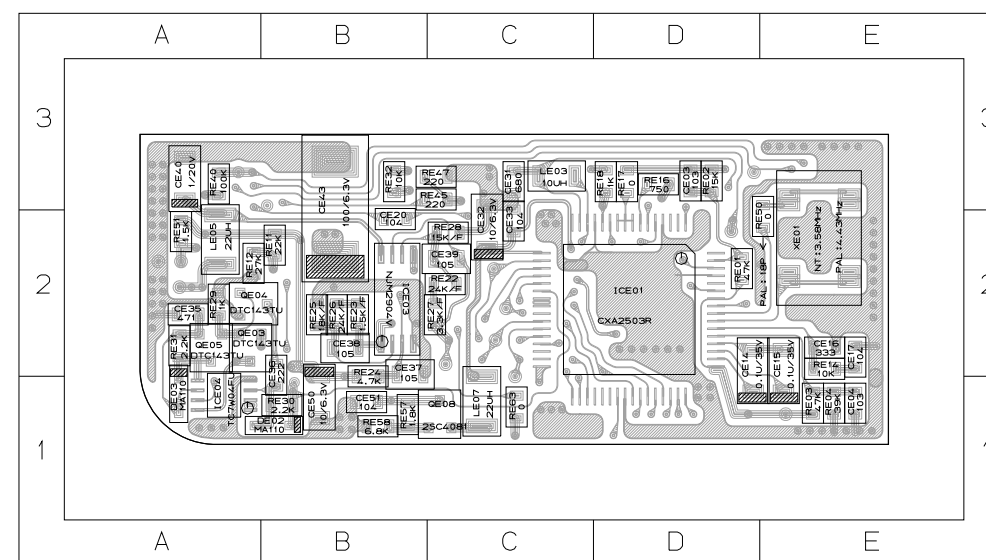 A B C D E
3
3
CE40
1/20V
RE40
100K
CE43
100/6.3V
RE32
10K
RE47
220
RE45
220
CE31
680
LE03
10UH
RE18
1K
RE17
0
RE16
750
CE03
103
RE02
15K
RE51
1.5K
LE05
22UH
CE20
104
CE32
10/6.3V
CE33
104
RE50
0
XE01
NT:3.58MHz
PAL:4.43MHz
2
2
RE12
27K
22K
RE28
15K/F
CE39
105
RE22
24K/F
RE01
47K
PAL:18P
ICE01
CXA2503R
NJM2904V
ICE03
RE29
1K
QE04
DTC143TU
CE35
471
RE25
18K/F
RE26
24K/F
RE23
RE27
3.3K/F
RE31
2.2K
QE05
DTC143TU
QE03
DTC143TU
CE38
105
CE36
222
CE14
0.1U/35V
CE15
0.1U/35V
CE16
333
CE17
104
RE14
10K
1
DE03
MA110
ICE04
TC7W04FU
RE24
4.7K
CE37
105
RE30
2.2K
DE02
MA110
CE50
10/6.3V
CE51
104
RE57
1.8K
RE58
6.8K
QE08
2SC4081
LE07
22UH
RE63
0
RE03
47K
RE04
39K
CE04
103
A B C D E